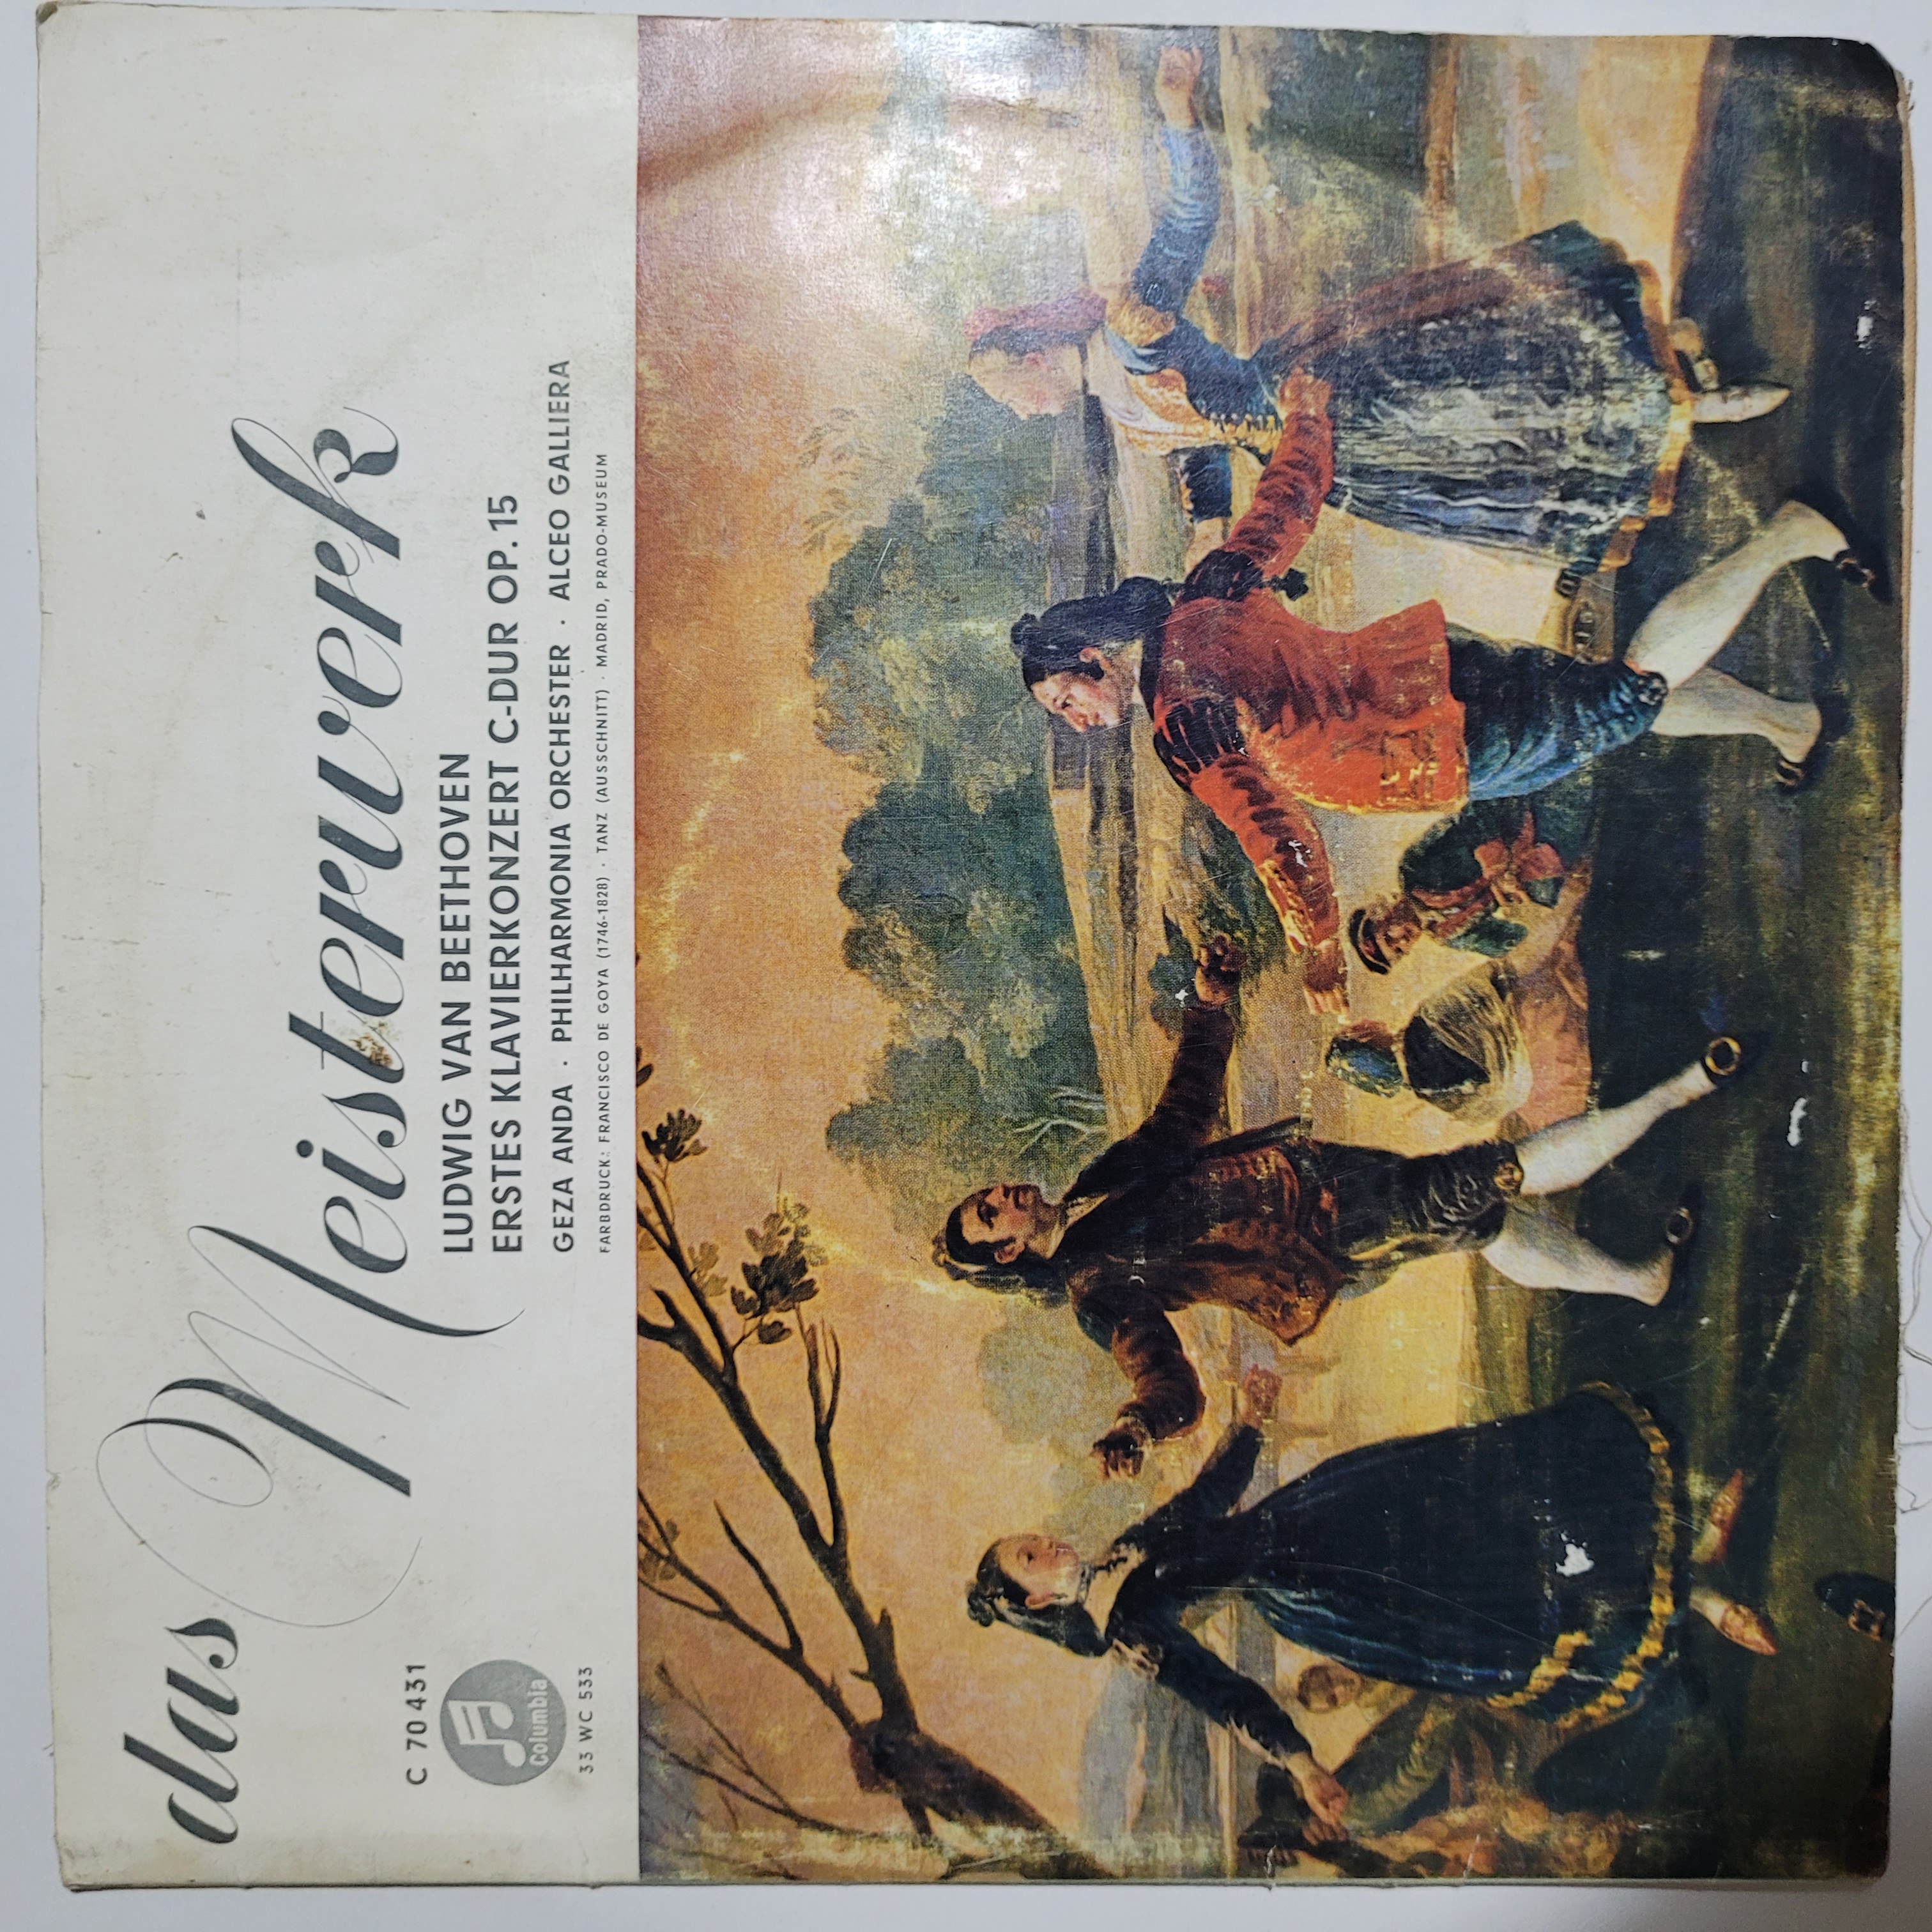 das Meisterwerk
LUDWIG VAN BEETHOVEN
ERSTES KLAVIERKONZERT C-DUR OP. 15
GEZA ANDA · PHILHARMONIA ORCHESTER · ALCEO GALLIERA
FARBDRUCK: FRANCISCO DE GOYA (1746-1828) · TANZ (AUSSCHNITT) · MADRID, PRADO-MUSEUM
C 70 431
Columbia
33 WC 533